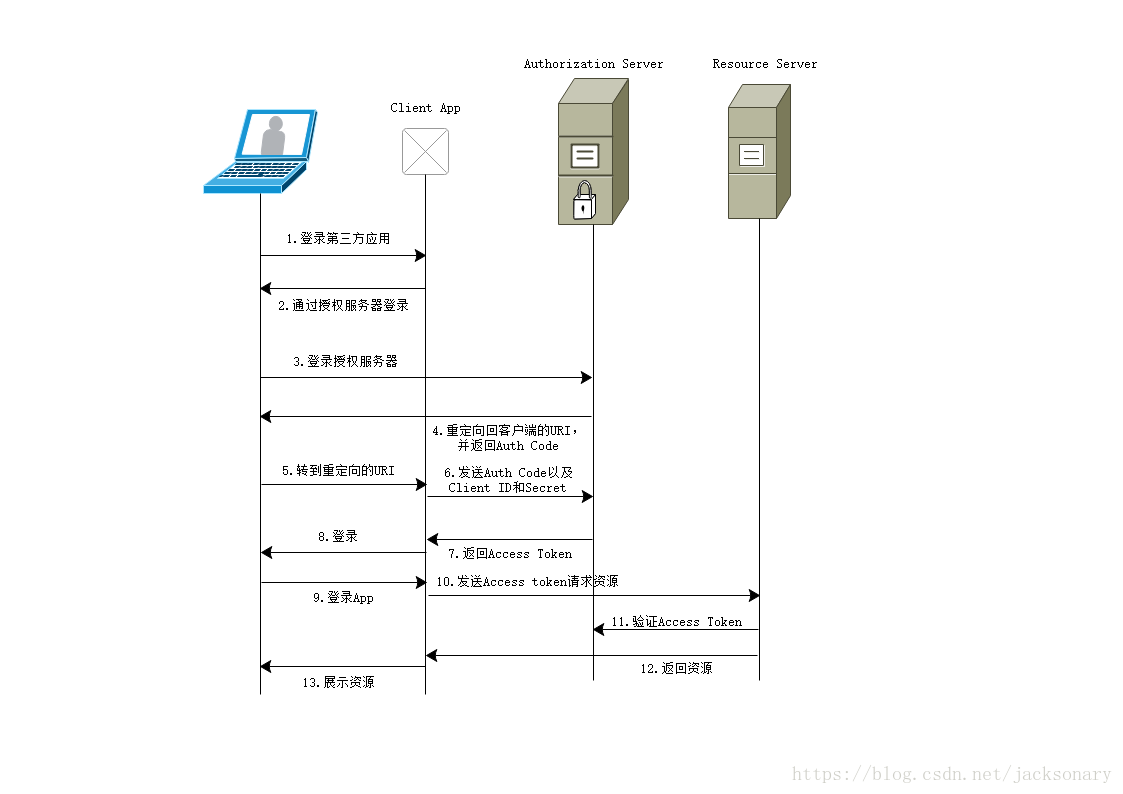 Authorization Server
Resource Server
Client App
1.登录第三方应用
2.通过授权服务器登录
3.登录授权服务器
4.重定向回客户端的URI，
并返回Auth Code
5.转到重定向的URI
6.发送Auth Code以及
Client ID和Secret
8.登录
7.返回Access Token
10.发送Access token请求资源
9.登录App
11.验证Access Token
12.返回资源
13.展示资源
https://blog.csdn.net/jacksonary